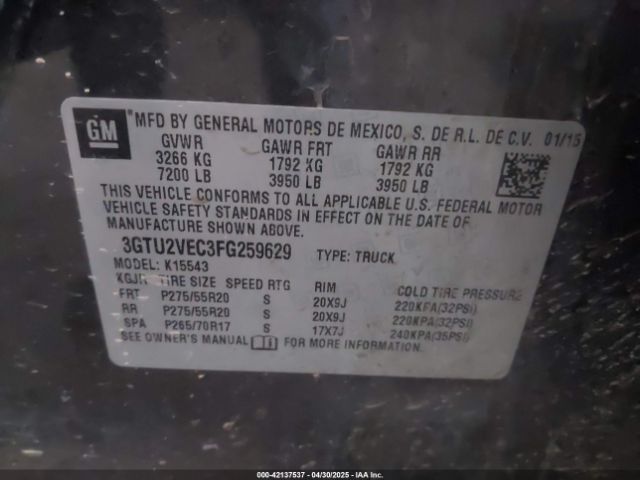 GM
MFD BY GENERAL MOTORS DE MEXICO, S. DE R.L. DE C.V. 01/15
GVWR GAWR FRT GAWR RR
3266 KG 1792 KG 1792 KG
7200 LB 3950 LB 3950 LB
THIS VEHICLE CONFORMS TO ALL APPLICABLE U.S. FEDERAL MOTOR
VEHICLE SAFETY STANDARDS IN EFFECT ON THE DATE OF
MANUFACTURE SHOWN ABOVE.
3GTU2VEC3FG259629 TYPE: TRUCK
MODEL: K15543
KGJR TIRE SIZE SPEED RTG RIM COLD TIRE PRESSURE
FRT P275/55R20 S 20X9J 220KPA(32PSI)
RR P275/55R20 S 20X9J 220KPA(32PSI)
SPA P265/70R17 S 17X7J 240KPA(35PSI)
SEE OWNER'S MANUAL FOR MORE INFORMATION.
000-42137537 - 04/30/2025 - IAAI.com